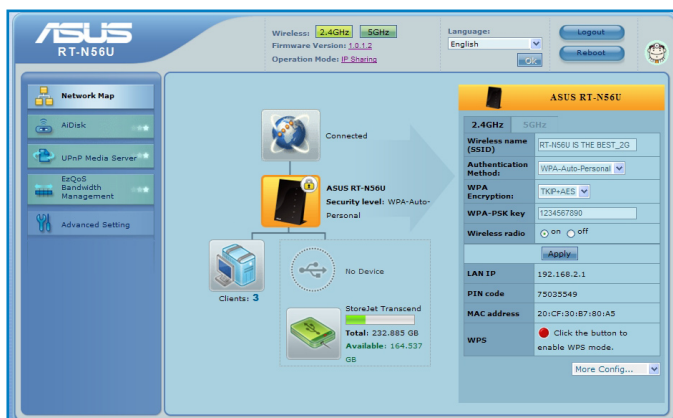 ASUS
RT-N56U
Wireless: 2.4GHz 5GHz
Firmware Version: 1.0.1.2
Operation Mode: IP Sharing
Language:
English
OK
Logout
Reboot
Network Map
AiDisk
UPnP Media Server
EzQoS
Bandwidth
Management
Advanced Setting
Connected
ASUS RT-N56U
Security level: WPA-Auto-
Personal
Clients: 3
No Device
StoreJet Transcend
Total: 232.885 GB
Available: 164.537
GB
ASUS RT-N56U
2.4GHz 5GHz
Wireless name
(SSID)
RT-N56U IS THE BEST_2G
Authentication
Method:
WPA-Auto-Personal
WPA
Encryption:
TKIP+AES
WPA-PSK key
1234567890
Wireless radio
on off
Apply
LAN IP
192.168.2.1
PIN code
75035549
MAC address
20:CF:30:B7:80:A5
WPS
Click the button to
enable WPS mode.
More Config...